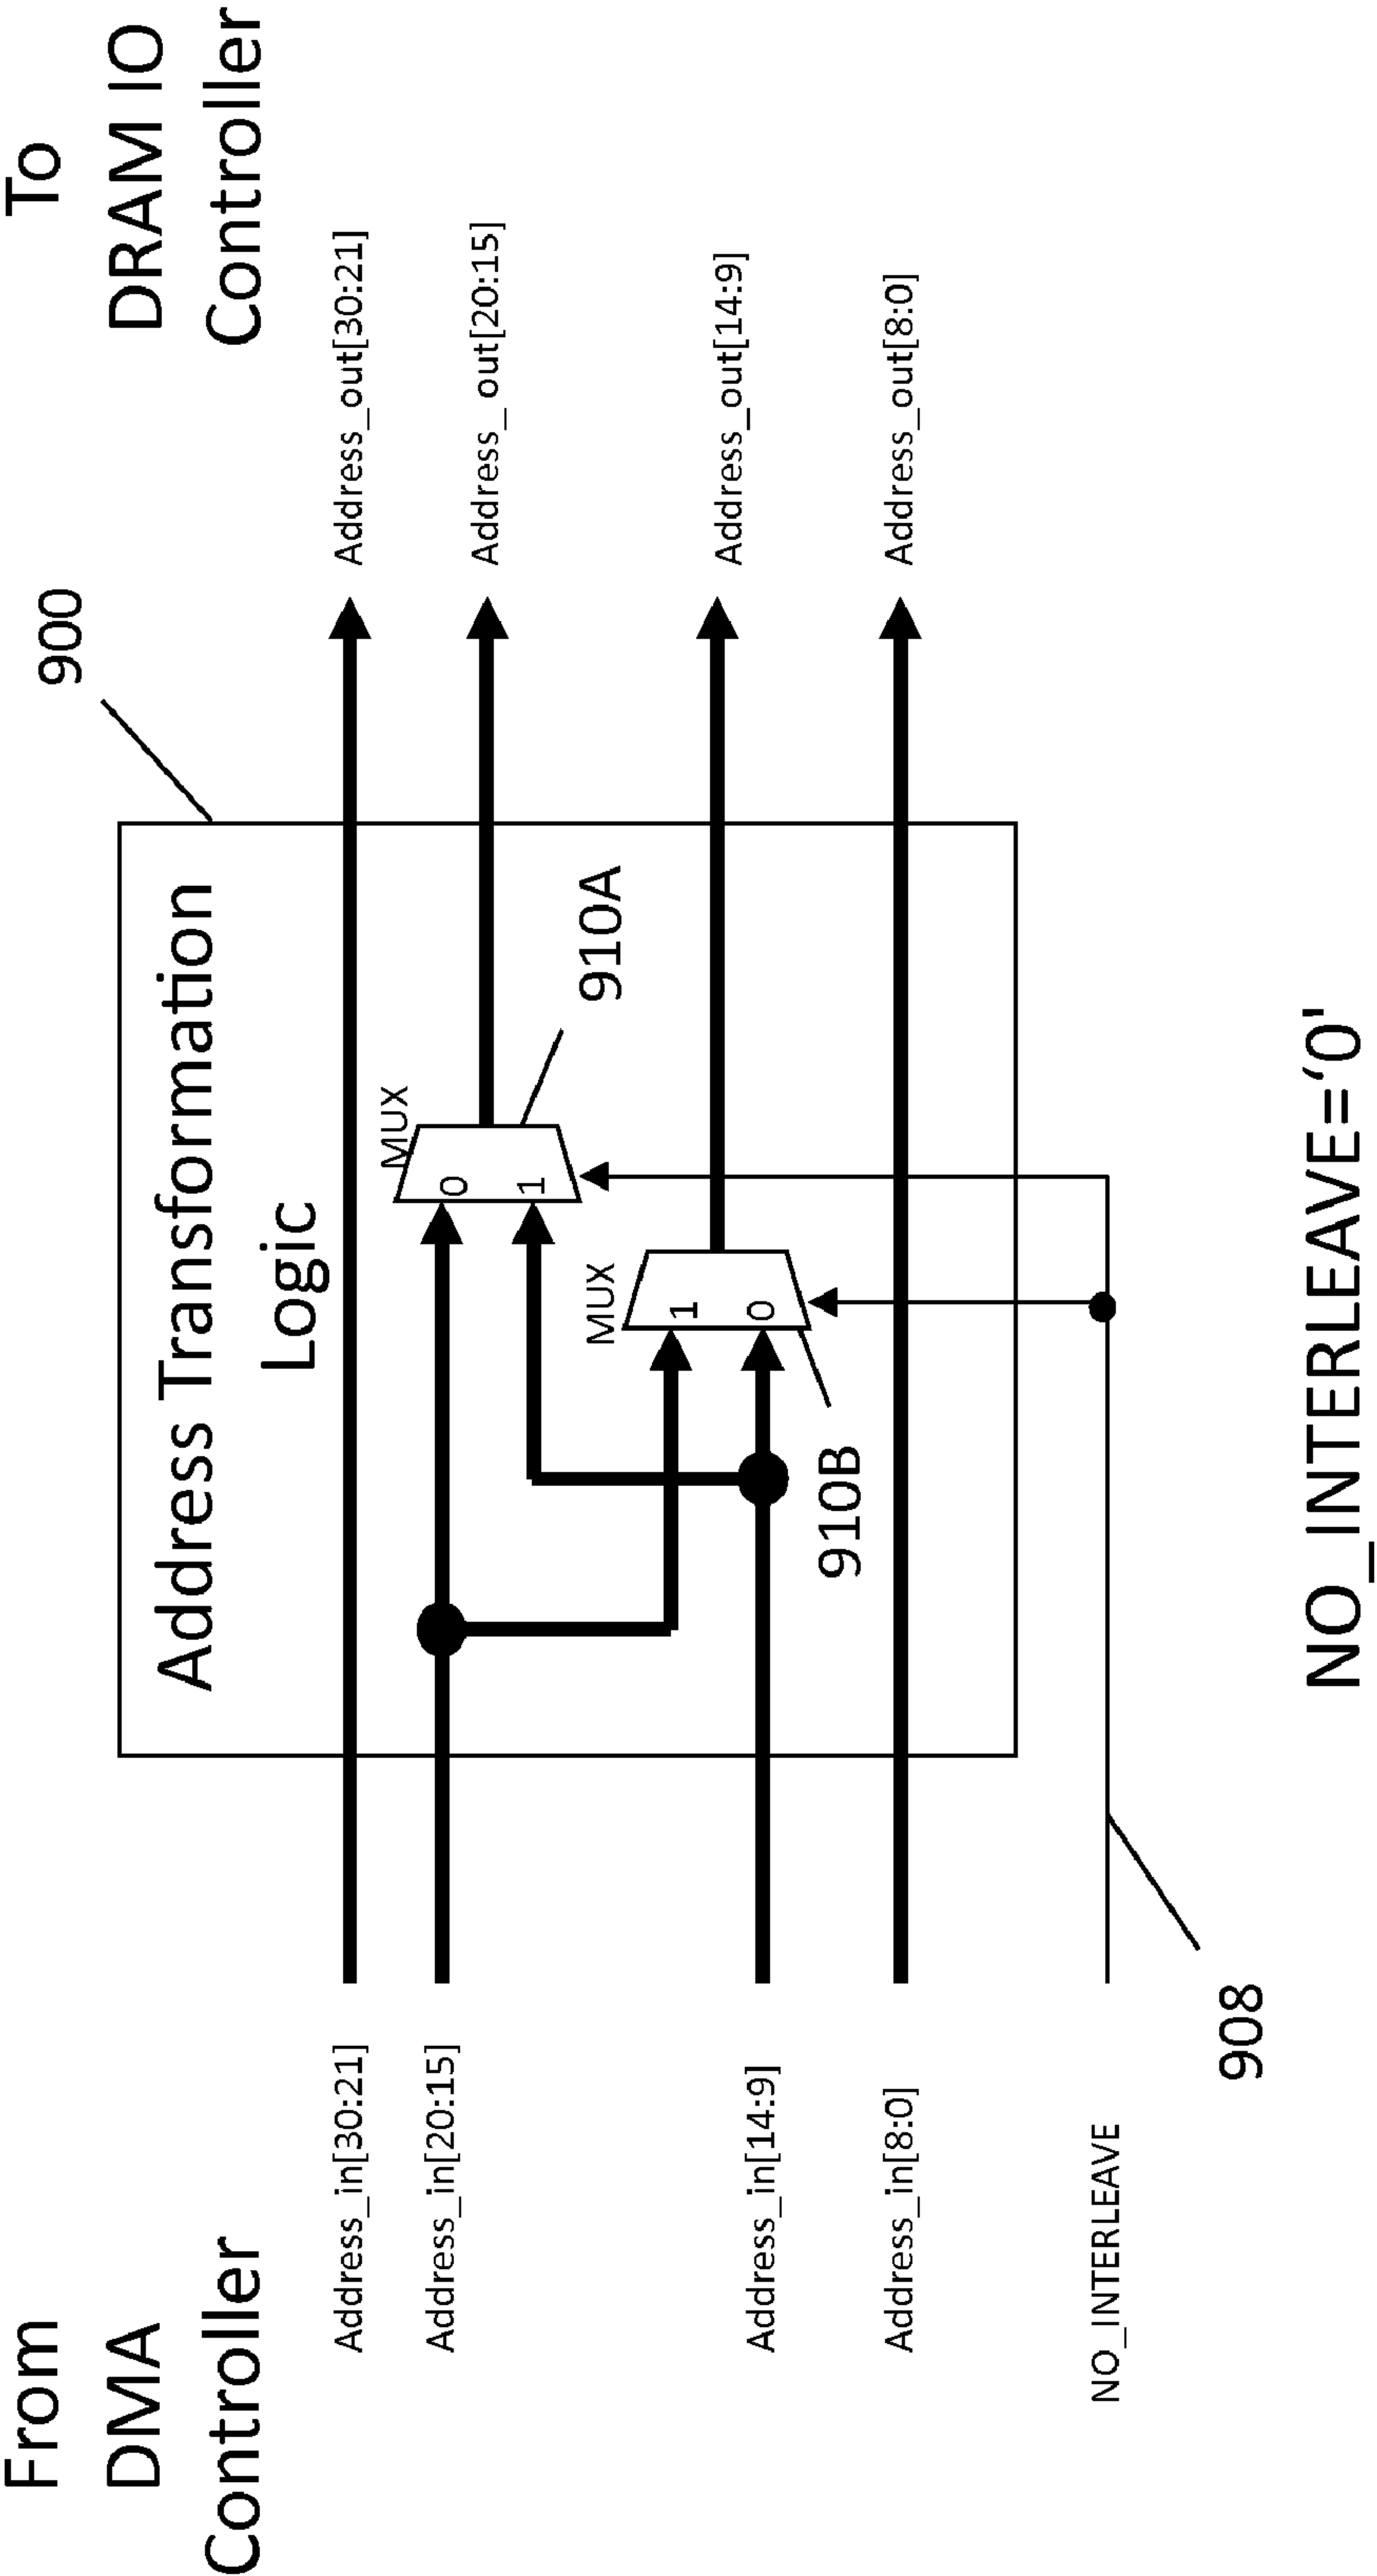 From
DMA
Controller
To
DRAM IO
Controller
900
Address Transformation
Logic
Address_in[30:21]
Address_out[30:21]
MUX
Address_in[20:15]
0
Address_ out[20:15]
1
910A
MUX
1
Address_out[14:9]
Address_in[14:9]
0
910B
Address_in[8:0]
Address_out[8:0]
NO_INTERLEAVE
908
NO_INTERLEAVE=‘0'